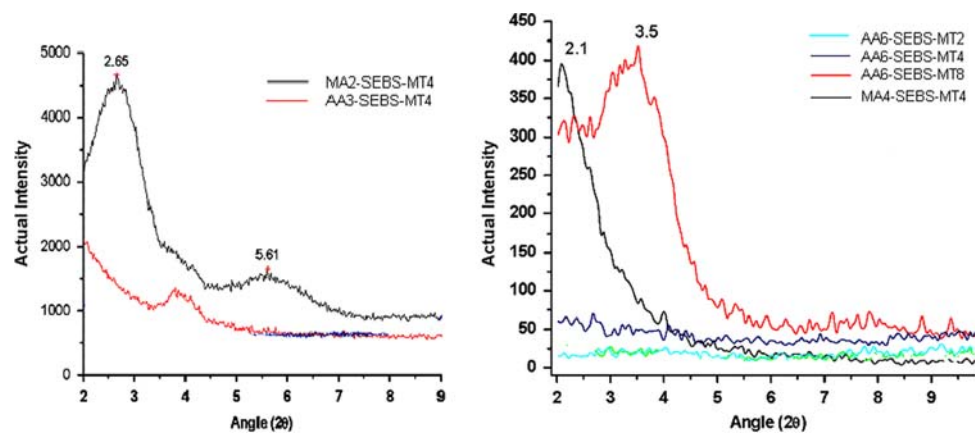 5000
4000
3000
2000
1000
0
Actual Intensity
2.65
5.61
MA2-SEBS-MT4
AA3-SEBS-MT4
2 3 4 5 6 7 8 9
Angle (2θ)
450
400
350
300
250
200
150
100
50
0
Actual Intensity
2.1
3.5
AA6-SEBS-MT2
AA6-SEBS-MT4
AA6-SEBS-MT8
MA4-SEBS-MT4
2 3 4 5 6 7 8 9
Angle (2θ)